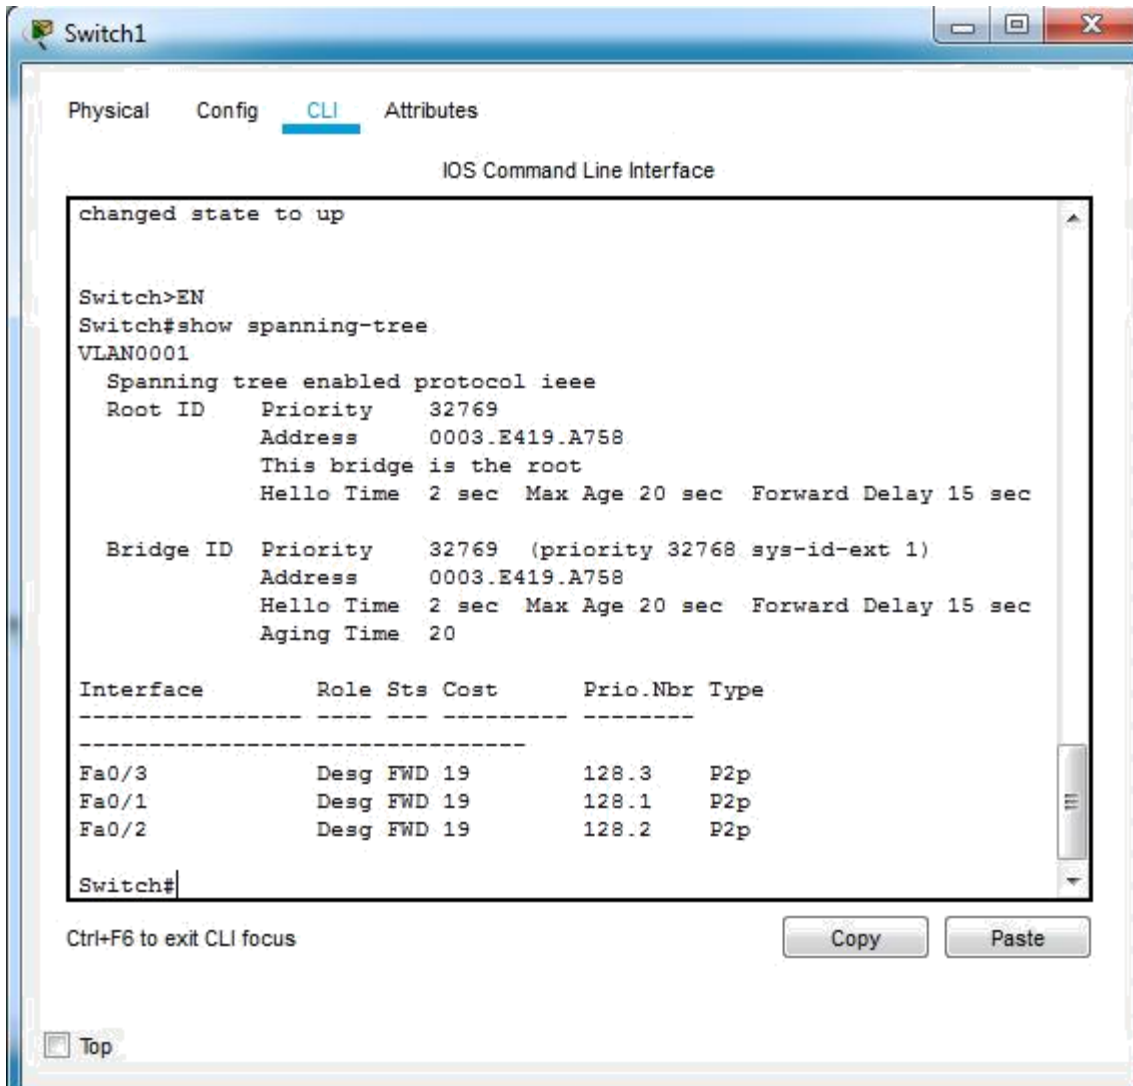 Switch1
Physical Config CLI Attributes
IOS Command Line Interface
changed state to up
Switch>EN
Switch#show spanning-tree
VLAN0001
  Spanning tree enabled protocol ieee
  Root ID    Priority    32769
             Address     0003.E419.A758
             This bridge is the root
             Hello Time  2 sec  Max Age 20 sec  Forward Delay 15 sec
  Bridge ID  Priority    32769  (priority 32768 sys-id-ext 1)
             Address     0003.E419.A758
             Hello Time  2 sec  Max Age 20 sec  Forward Delay 15 sec
             Aging Time  20
Interface        Role Sts Cost      Prio.Nbr Type
---------------- ---- --- --------- --------
--------------------------------
Fa0/3            Desg FWD 19        128.3    P2p
Fa0/1            Desg FWD 19        128.1    P2p
Fa0/2            Desg FWD 19        128.2    P2p
Switch#
Ctrl+F6 to exit CLI focus
Copy Paste
Top